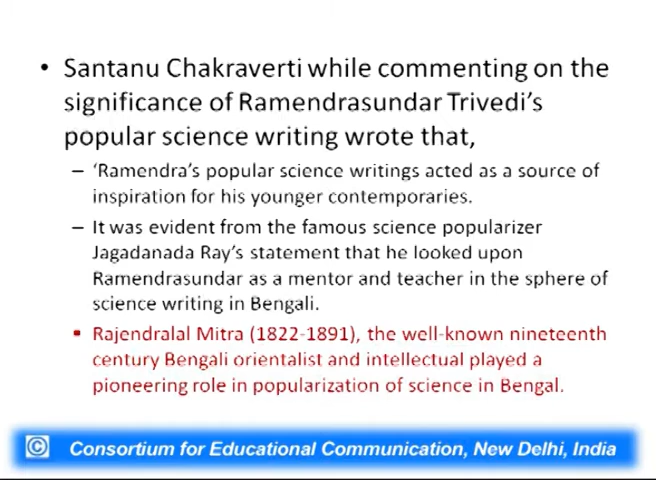 • Santanu Chakraverti while commenting on the
significance of Ramendrasundar Trivedi's
popular science writing wrote that,
– 'Ramendra's popular science writings acted as a source of
inspiration for his younger contemporaries.
– It was evident from the famous science popularizer
Jagadanada Ray's statement that he looked upon
Ramendrasundar as a mentor and teacher in the sphere of
science writing in Bengali.
▪ Rajendralal Mitra (1822-1891), the well-known nineteenth
century Bengali orientalist and intellectual played a
pioneering role in popularization of science in Bengal.
© Consortium for Educational Communication, New Delhi, India